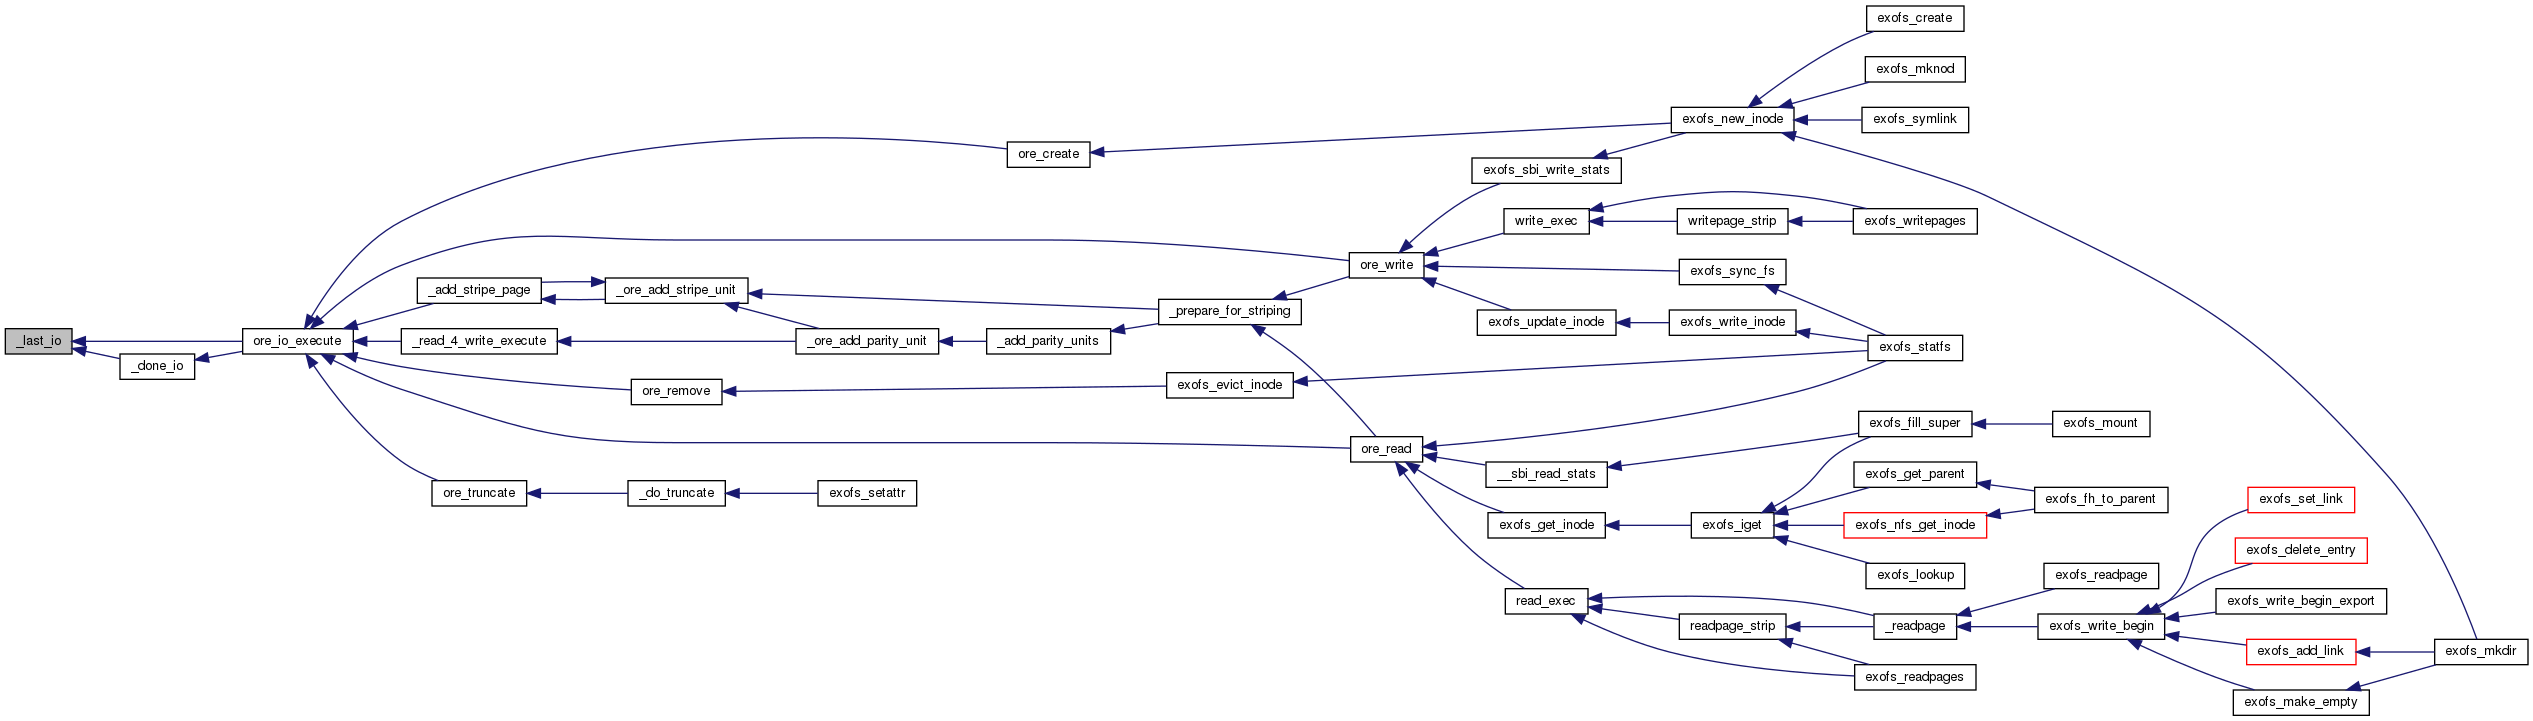 _last_io
_done_io
ore_io_execute
_add_stripe_page
_read_4_write_execute
ore_truncate
_ore_add_stripe_unit
ore_remove
_do_truncate
_ore_add_parity_unit
exofs_setattr
ore_create
_add_parity_units
_prepare_for_striping
exofs_evict_inode
ore_write
ore_read
exofs_sbi_write_stats
write_exec
exofs_update_inode
__sbi_read_stats
exofs_get_inode
read_exec
exofs_new_inode
writepage_strip
exofs_sync_fs
exofs_write_inode
exofs_iget
readpage_strip
exofs_create
exofs_mknod
exofs_symlink
exofs_writepages
exofs_statfs
exofs_fill_super
exofs_get_parent
exofs_nfs_get_inode
exofs_lookup
_readpage
exofs_readpages
exofs_mount
exofs_fh_to_parent
exofs_readpage
exofs_write_begin
exofs_set_link
exofs_delete_entry
exofs_write_begin_export
exofs_add_link
exofs_make_empty
exofs_mkdir